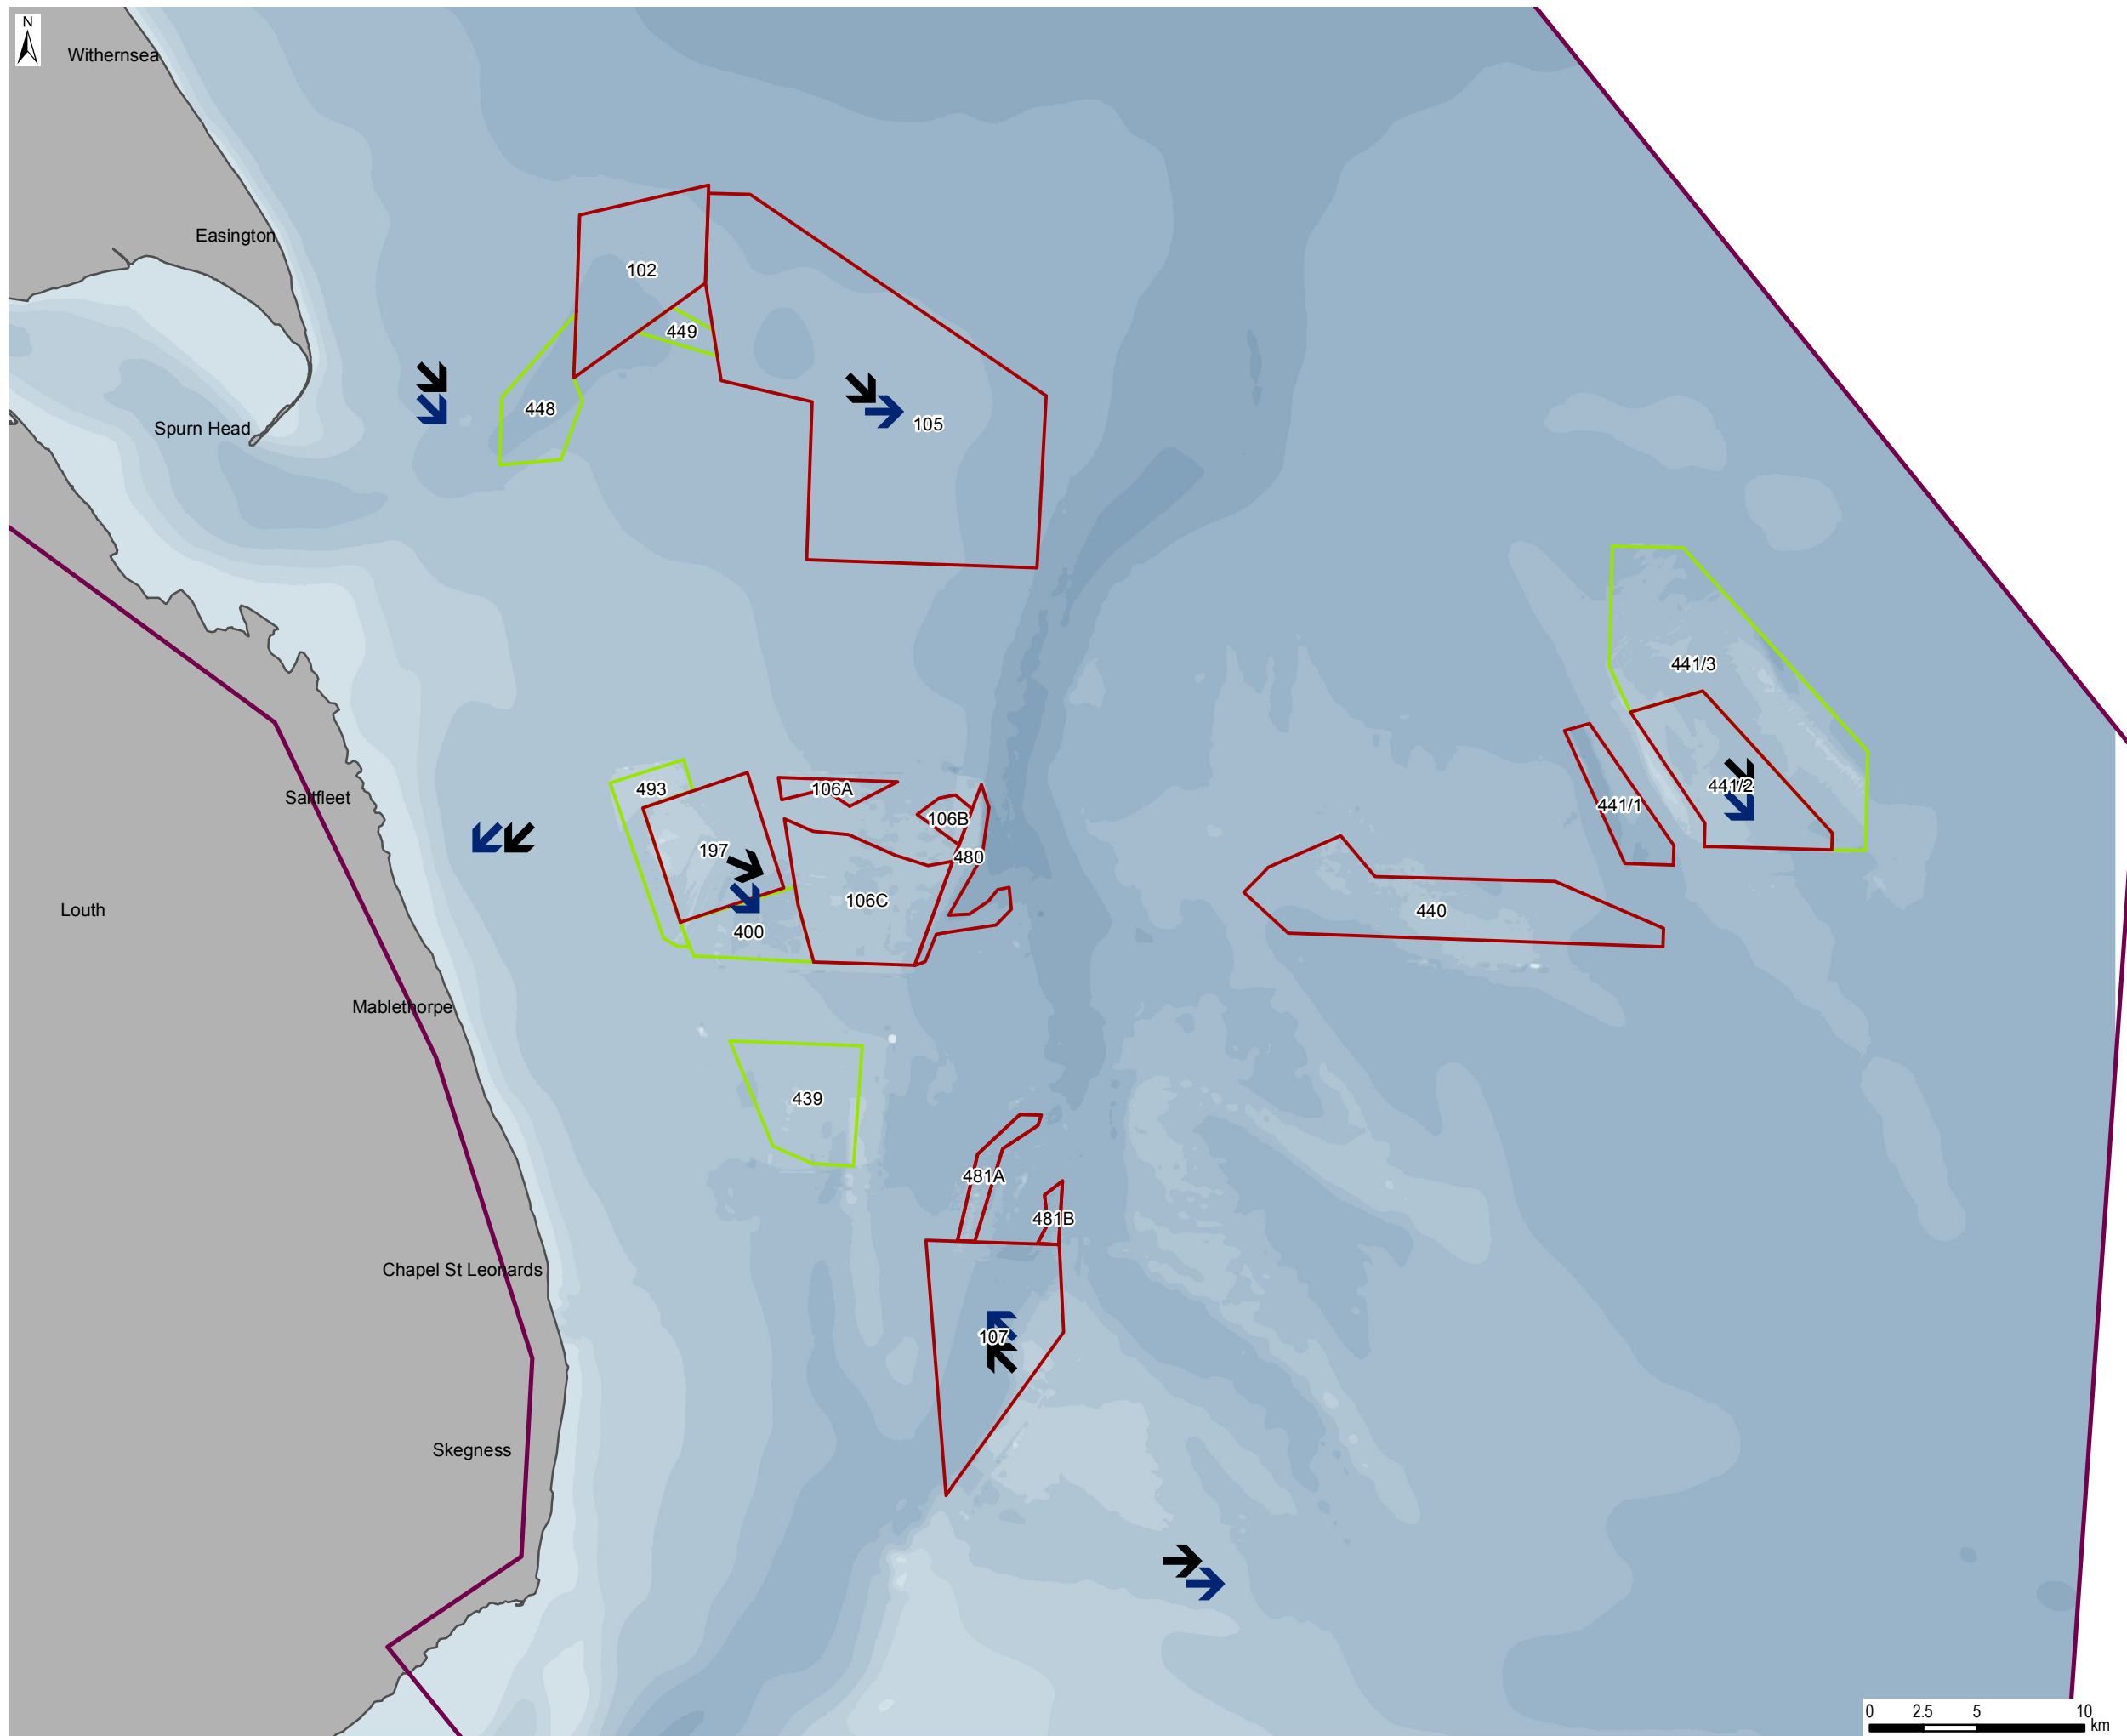 N
Withernsea
Easington
102
449
448
105
Spurn Head
441/3
441/2
441/1
493
106A
Saltfleet
106B
197
480
106C
440
Louth
400
Mablethorpe
439
481A
481B
Chapel St Leonards
107
Skegness
0 2.5 5 10
km